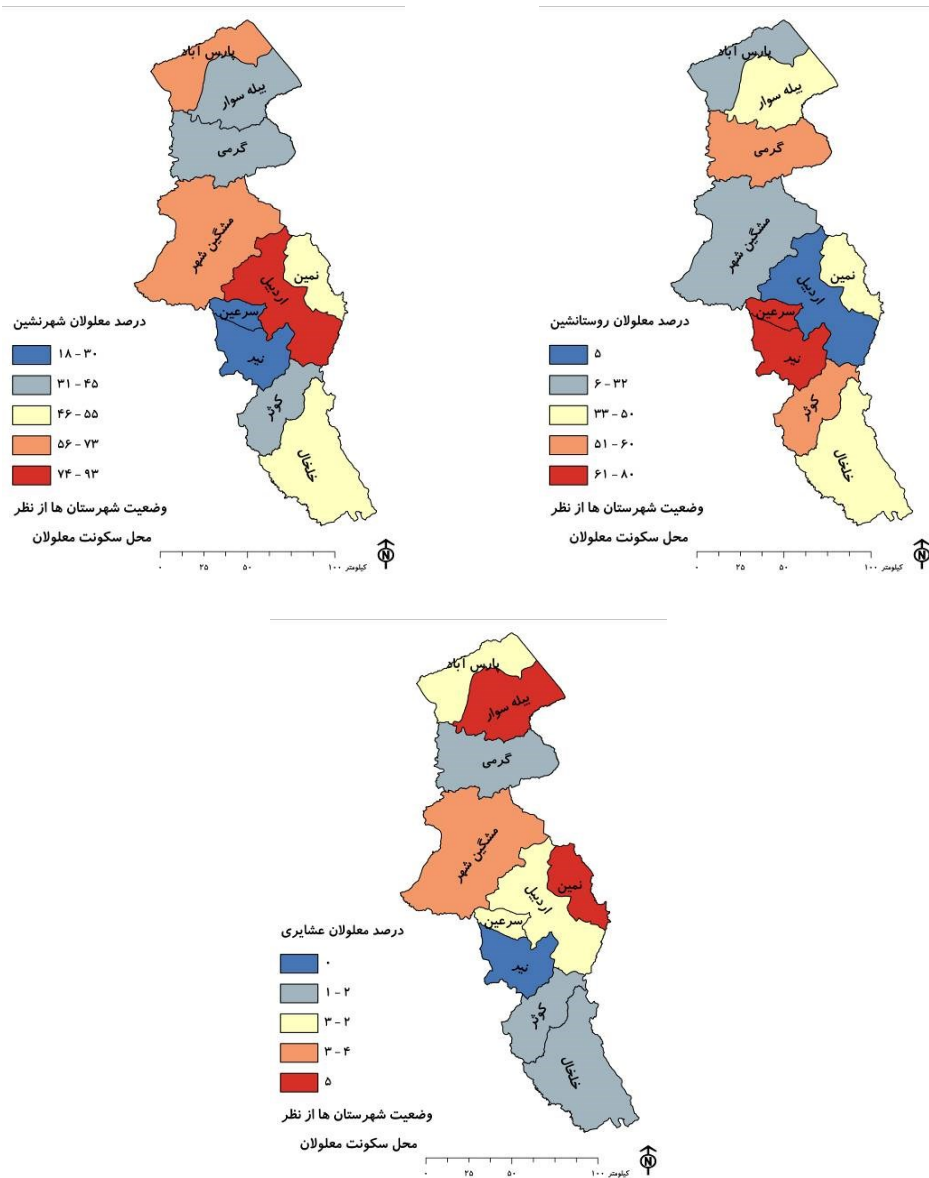 پارس آباد
بیله سوار
گرمی
مشگین شهر
نمین
اردبیل
سرعین
نیر
کوثر
خلخال
درصد معلولان شهرنشین
۱۸ - ۳۰
۳۱ - ۴۵
۴۶ - ۵۵
۵۶ - ۷۳
۷۴ - ۹۳
وضعیت شهرستان ها از نظر
محل سکونت معلولان
۰ ۲۵ ۵۰ ۱۰۰ کیلومتر
N
پارس آباد
بیله سوار
گرمی
مشگین شهر
نمین
اردبیل
سرعین
نیر
کوثر
خلخال
درصد معلولان روستانشین
۵
۶ - ۳۲
۳۳ - ۵۰
۵۱ - ۶۰
۶۱ - ۸۰
وضعیت شهرستان ها از نظر
محل سکونت معلولان
۰ ۲۵ ۵۰ ۱۰۰ کیلومتر
N
پارس آباد
بیله سوار
گرمی
مشگین شهر
نمین
اردبیل
سرعین
نیر
کوثر
خلخال
درصد معلولان عشایری
۰
۱ - ۲
۳ - ۲
۳ - ۴
۵
وضعیت شهرستان ها از نظر
محل سکونت معلولان
۰ ۲۵ ۵۰ ۱۰۰ کیلومتر
N